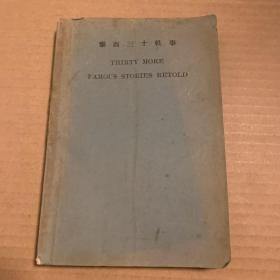 泰西三十軼事
THIRTY MORE
FAMOUS STORIES RETOLD